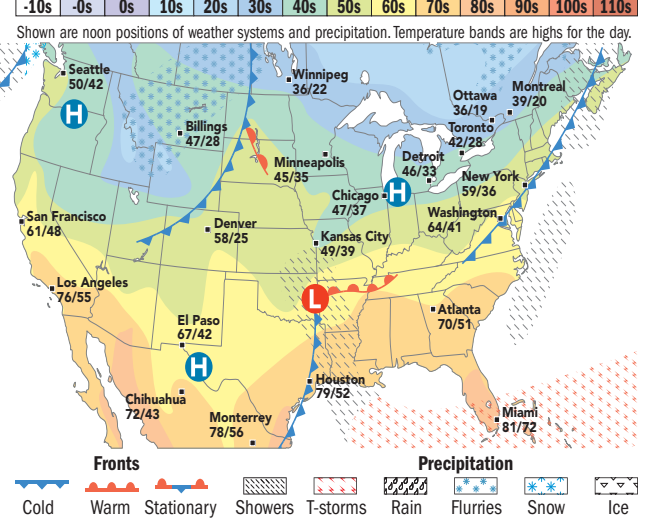 -10s -0s 0s 10s 20s 30s 40s 50s 60s 70s 80s 90s 100s 110s
Shown are noon positions of weather systems and precipitation. Temperature bands are highs for the day.
Seattle
50/42
H
Winnipeg
36/22
Ottawa
36/19
Montreal
39/20
Billings
47/28
Toronto
42/28
Minneapolis
45/35
Detroit
46/33
New York
59/36
Chicago
47/37
H
San Francisco
61/48
Denver
58/25
Kansas City
49/39
Washington
64/41
Los Angeles
76/55
L
El Paso
67/42
Atlanta
70/51
H
Houston
79/52
Chihuahua
72/43
Monterrey
78/56
Miami
81/72
Fronts
Precipitation
Cold Warm Stationary Showers T-storms Rain Flurries Snow Ice